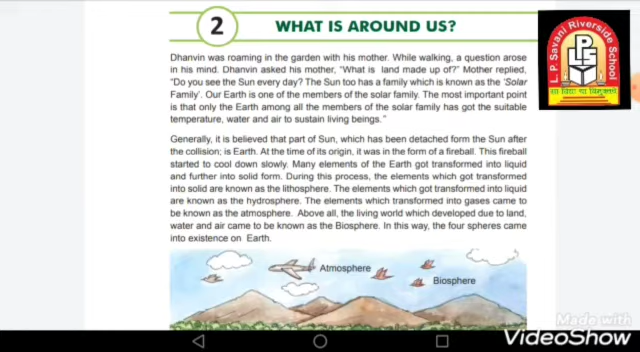 2 WHAT IS AROUND US?
Dhanvin was roaming in the garden with his mother. While walking, a question arose
in his mind. Dhanvin asked his mother, "What is land made up of?" Mother replied,
"Do you see the Sun every day? The Sun too has a family which is known as the 'Solar
Family'. Our Earth is one of the members of the solar family. The most important point
is that only the Earth among all the members of the solar family has got the suitable
temperature, water and air to sustain living beings."
Generally, it is believed that part of Sun, which has been detached form the Sun after
the collision; is Earth. At the time of its origin, it was in the form of a fireball. This fireball
started to cool down slowly. Many elements of the Earth got transformed into liquid
and further into solid form. During this process, the elements which got transformed
into solid are known as the lithosphere. The elements which got transformed into liquid
are known as the hydrosphere. The elements which transformed into gases came to
be known as the atmosphere. Above all, the living world which developed due to land,
water and air came to be known as the Biosphere. In this way, the four spheres came
into existence on Earth.
Atmosphere
Biosphere
L. P. Savani Riverside School
LPS
सा विद्या या विमुक्तये
Made with
VideoShow